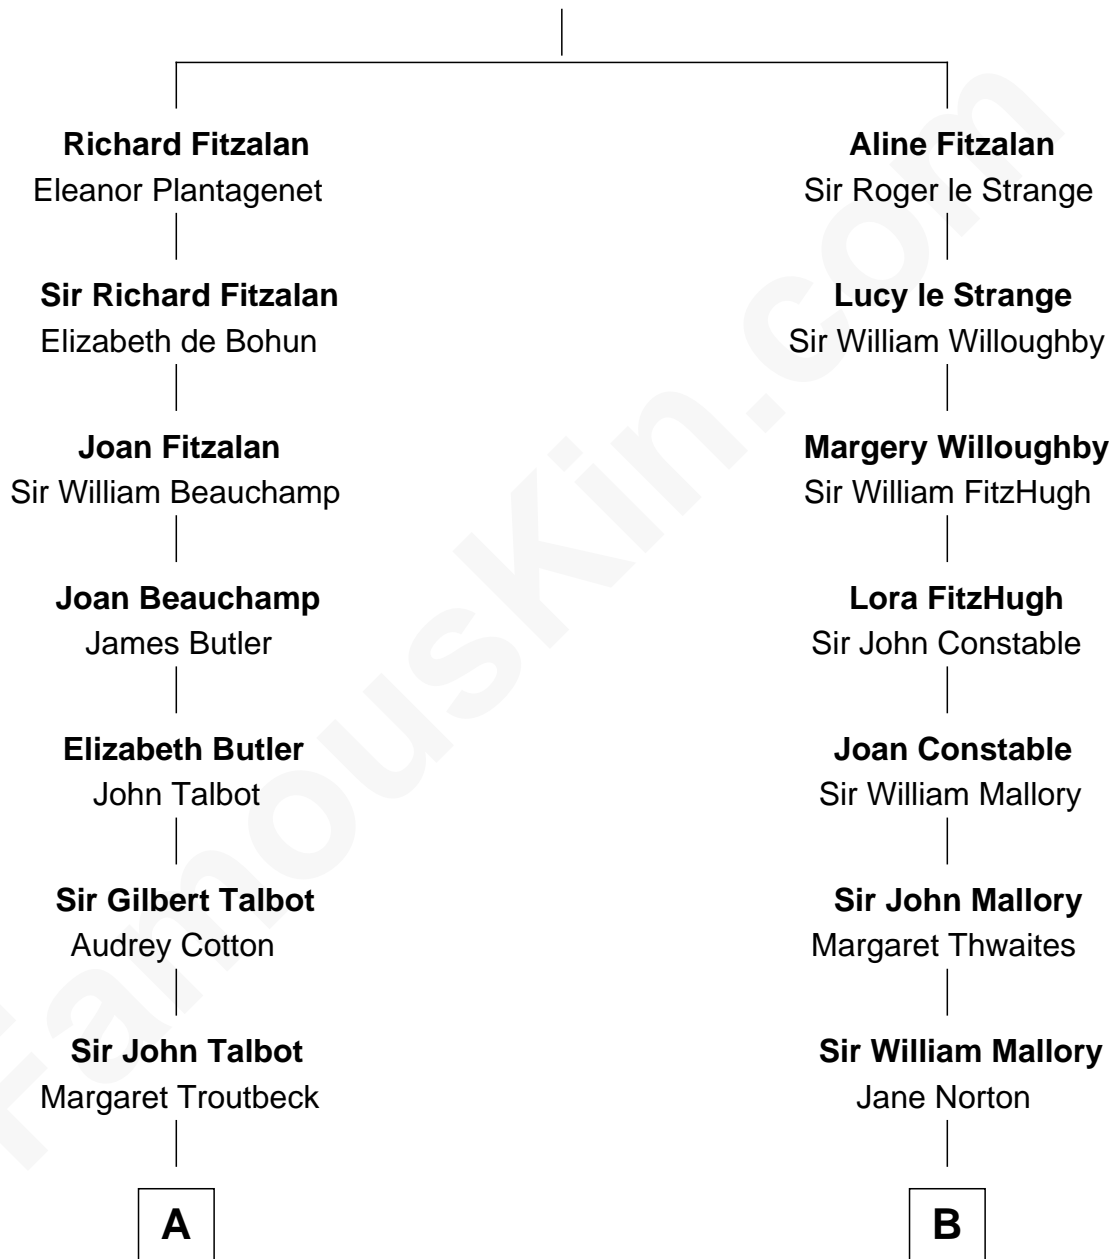 Richard Fitzalan
Eleanor Plantagenet
Sir Richard Fitzalan
Elizabeth de Bohun
Joan Fitzalan
Sir William Beauchamp
Joan Beauchamp
James Butler
Elizabeth Butler
John Talbot
Sir Gilbert Talbot
Audrey Cotton
Sir John Talbot
Margaret Troutbeck
A
Aline Fitzalan
Sir Roger le Strange
Lucy le Strange
Sir William Willoughby
Margery Willoughby
Sir William FitzHugh
Lora FitzHugh
Sir John Constable
Joan Constable
Sir William Mallory
Sir John Mallory
Margaret Thwaites
Sir William Mallory
Jane Norton
B
FamousKin.com